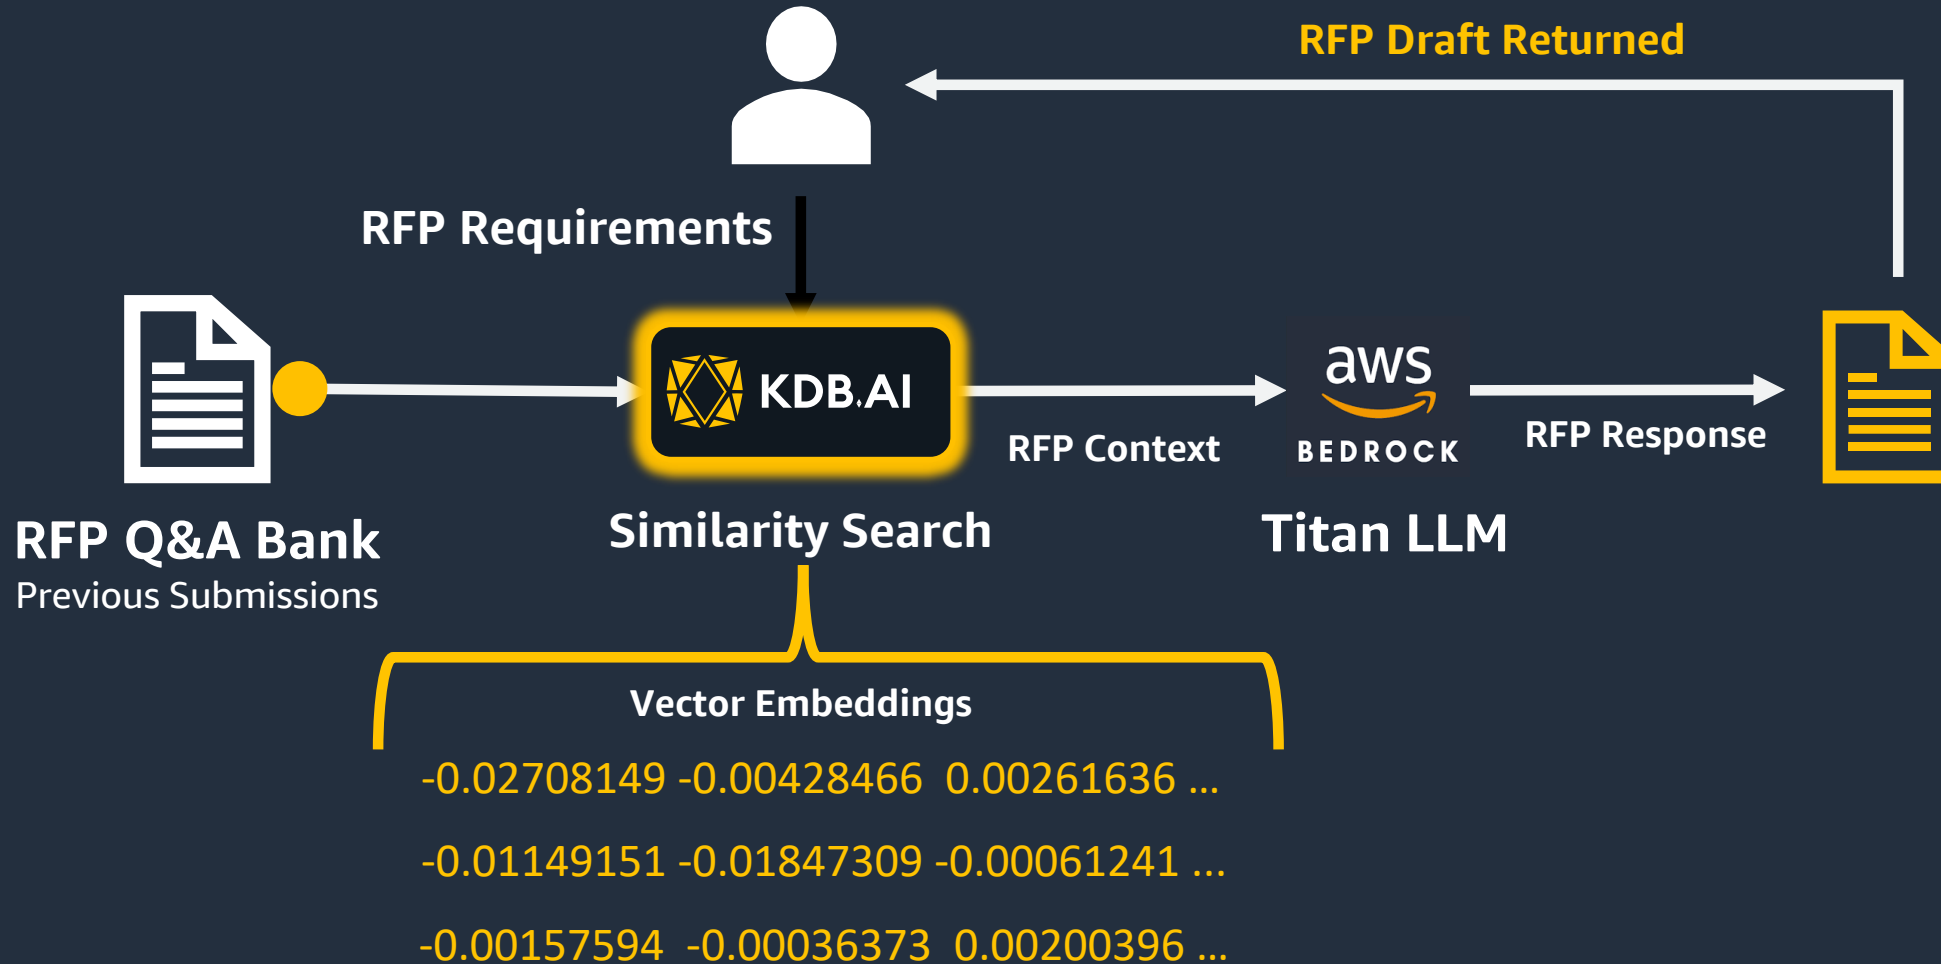 RFP Draft Returned
RFP Requirements
KDB.AI
aws
BEDROCK
RFP Context
RFP Response
RFP Q&A Bank
Previous Submissions
Similarity Search
Titan LLM
Vector Embeddings
-0.02708149 -0.00428466 0.00261636 ...
-0.01149151 -0.01847309 -0.00061241 ...
-0.00157594 -0.00036373 0.00200396 ...